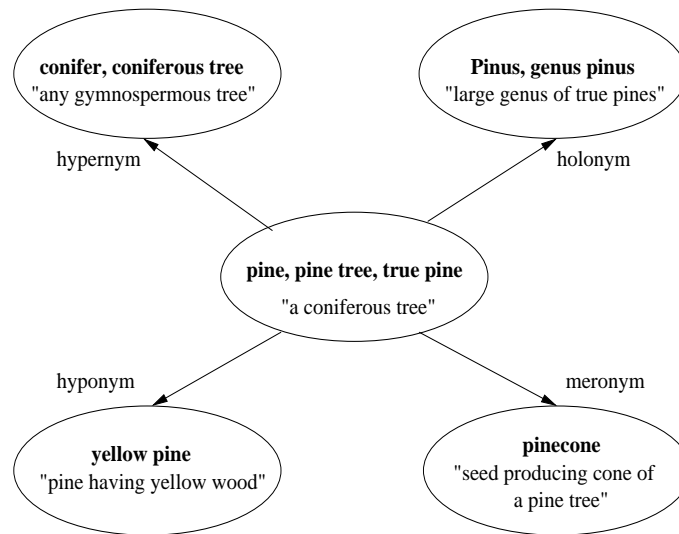 conifer, coniferous tree
"any gymnospermous tree"
Pinus, genus pinus
"large genus of true pines"
hypernym
holonym
pine, pine tree, true pine
"a coniferous tree"
hyponym
meronym
yellow pine
"pine having yellow wood"
pinecone
"seed producing cone of
a pine tree"